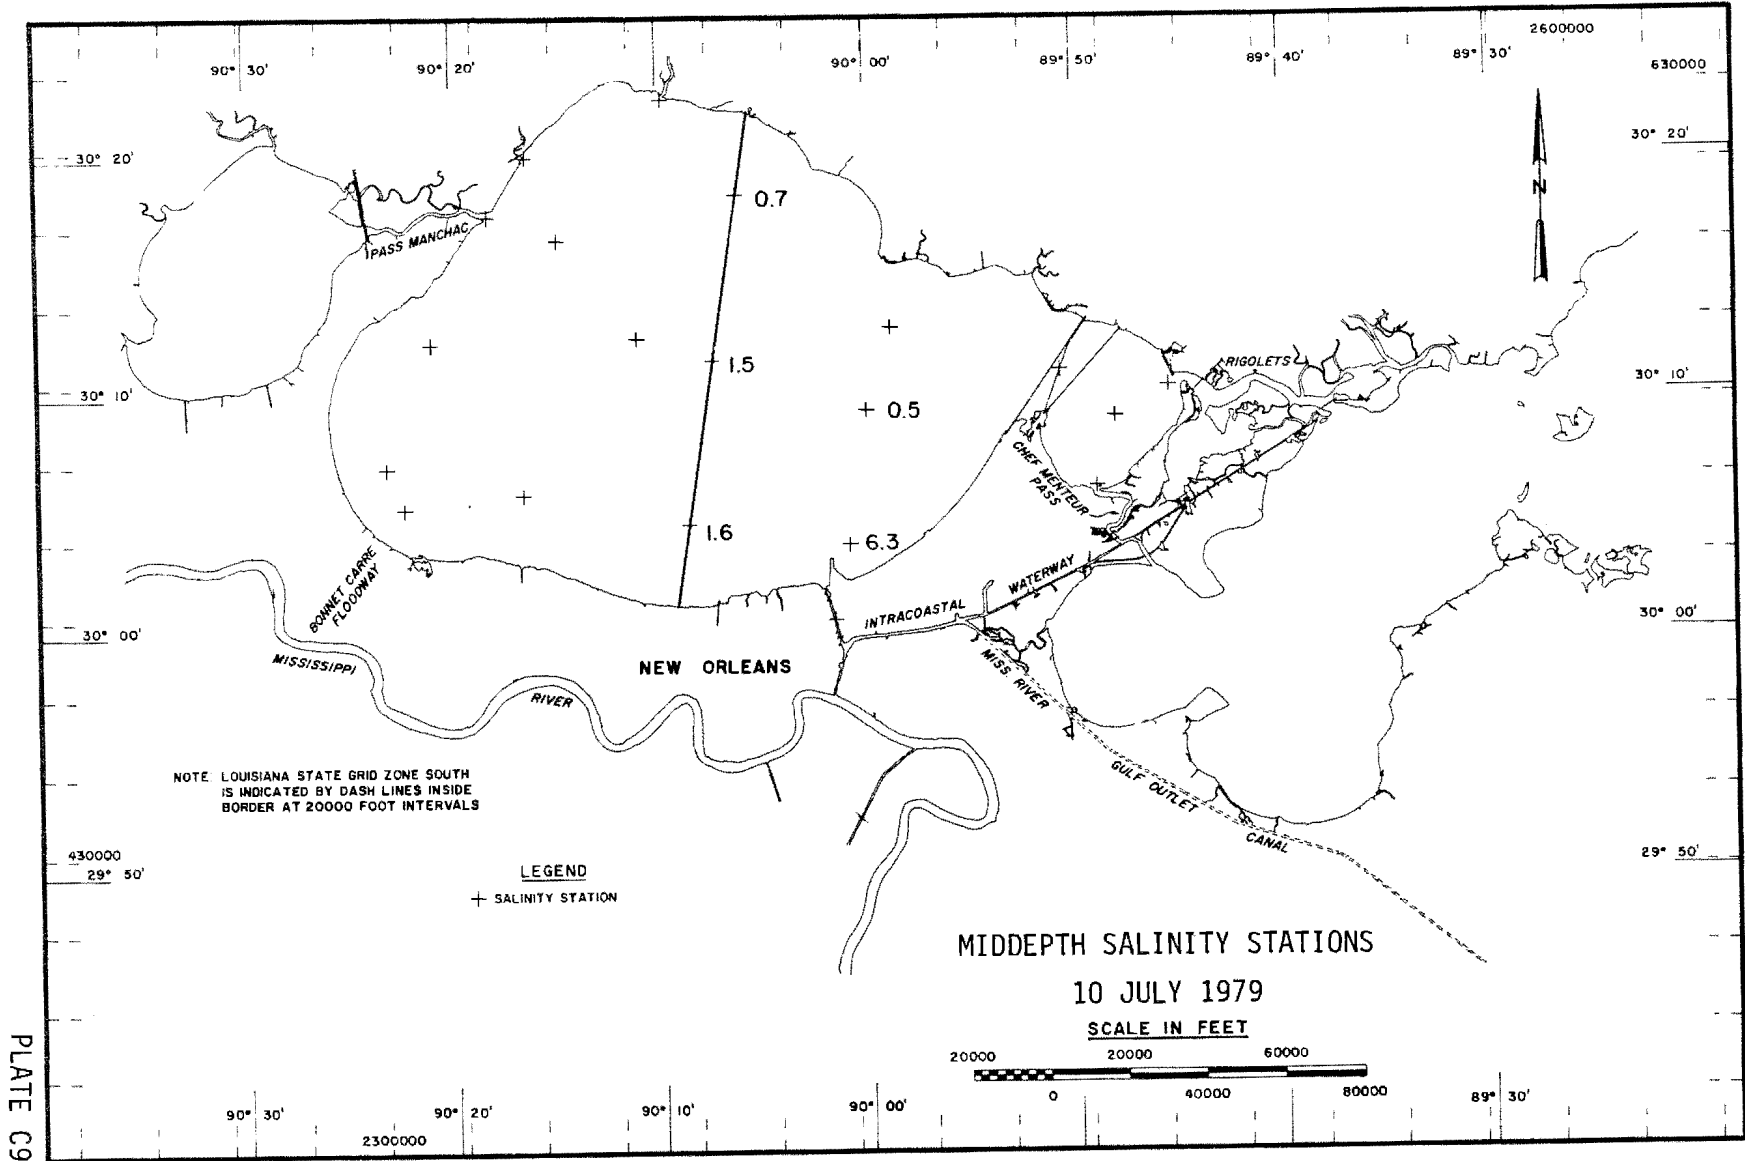 2600000
90° 30'
90° 20'
90° 00'
89° 50'
89° 40'
89° 30'
630000
30° 20'
30° 20'
N
0.7
PASS MANCHAC
RIGOLETS
1.5
30° 10'
30° 10'
0.5
CHEF MENTEUR
PASS
1.6
6.3
BONNET CARRE
FLOODWAY
WATERWAY
INTRACOASTAL
30° 00'
30° 00'
MISSISSIPPI
NEW ORLEANS
MISS. RIVER
RIVER
GULF OUTLET
CANAL
NOTE: LOUISIANA STATE GRID ZONE SOUTH
IS INDICATED BY DASH LINES INSIDE
BORDER AT 20000 FOOT INTERVALS
430000
29° 50'
29° 50'
LEGEND
+ SALINITY STATION
MIDDEPTH SALINITY STATIONS
10 JULY 1979
SCALE IN FEET
20000 20000 60000
0 40000 80000
90° 30'
90° 20'
90° 10'
90° 00'
89° 30'
2300000
PLATE C9